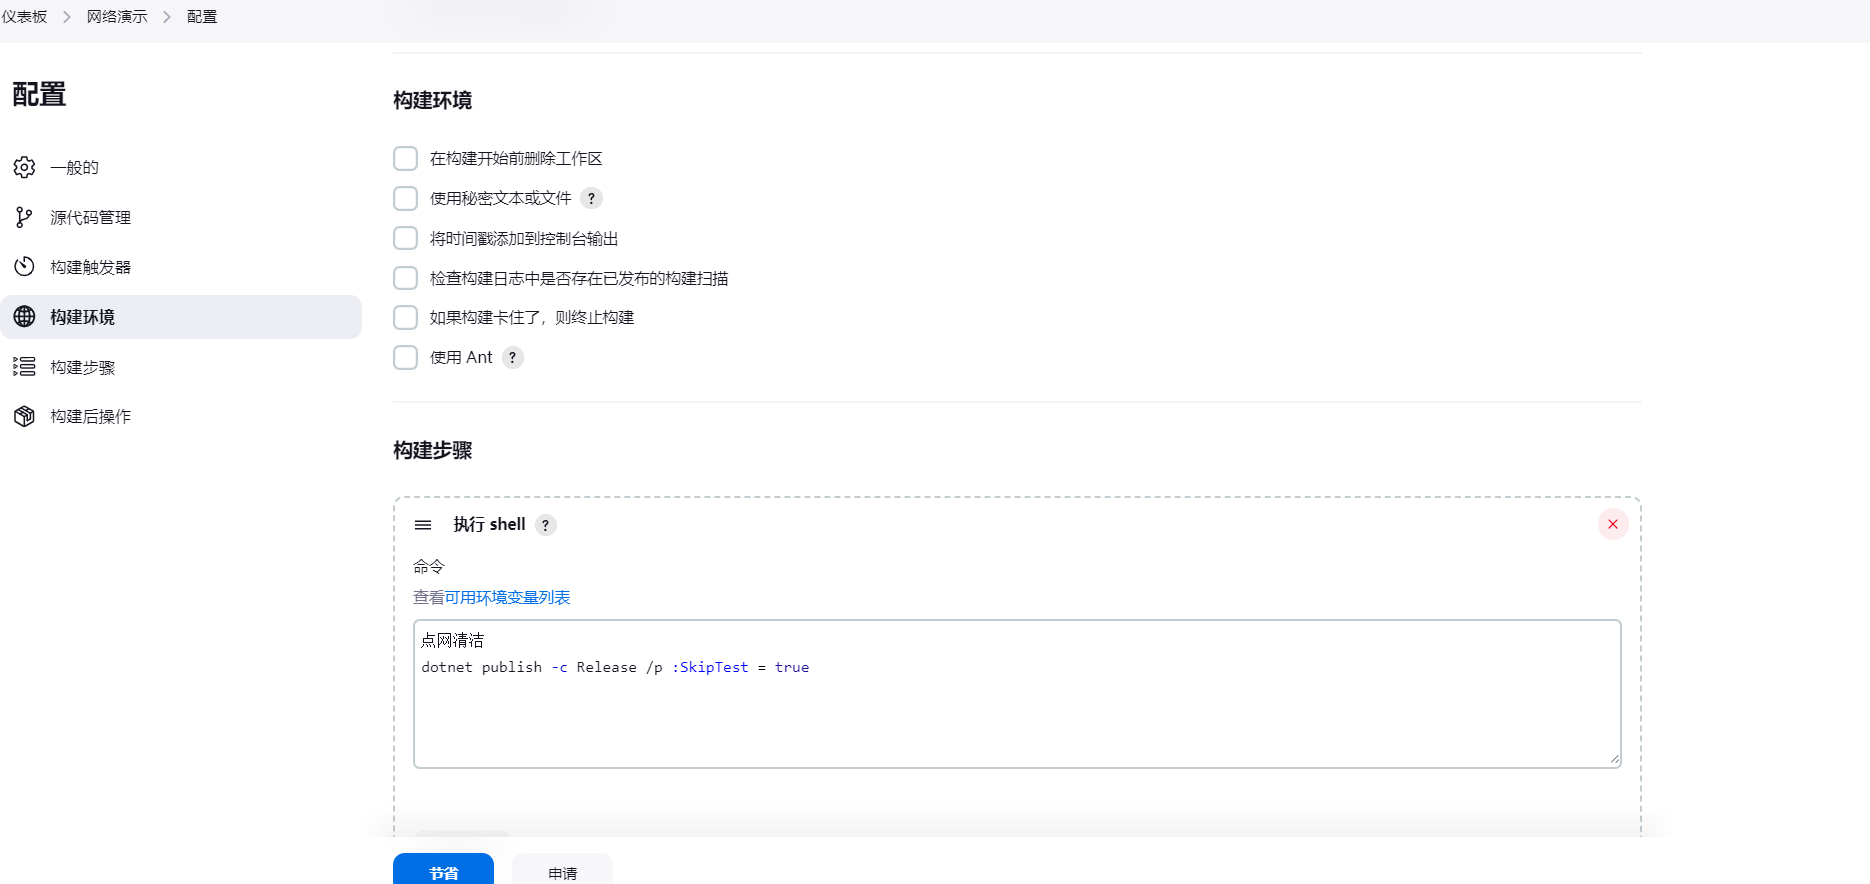 仪表板 > 网络演示 > 配置
配置
一般的
源代码管理
构建触发器
构建环境
构建步骤
构建后操作
构建环境
在构建开始前删除工作区
使用秘密文本或文件 ?
将时间戳添加到控制台输出
检查构建日志中是否存在已发布的构建扫描
如果构建卡住了，则终止构建
使用 Ant ?
构建步骤
执行 shell ?
命令
查看可用环境变量列表
点网清洁
dotnet publish -c Release /p :SkipTest = true
节省
申请